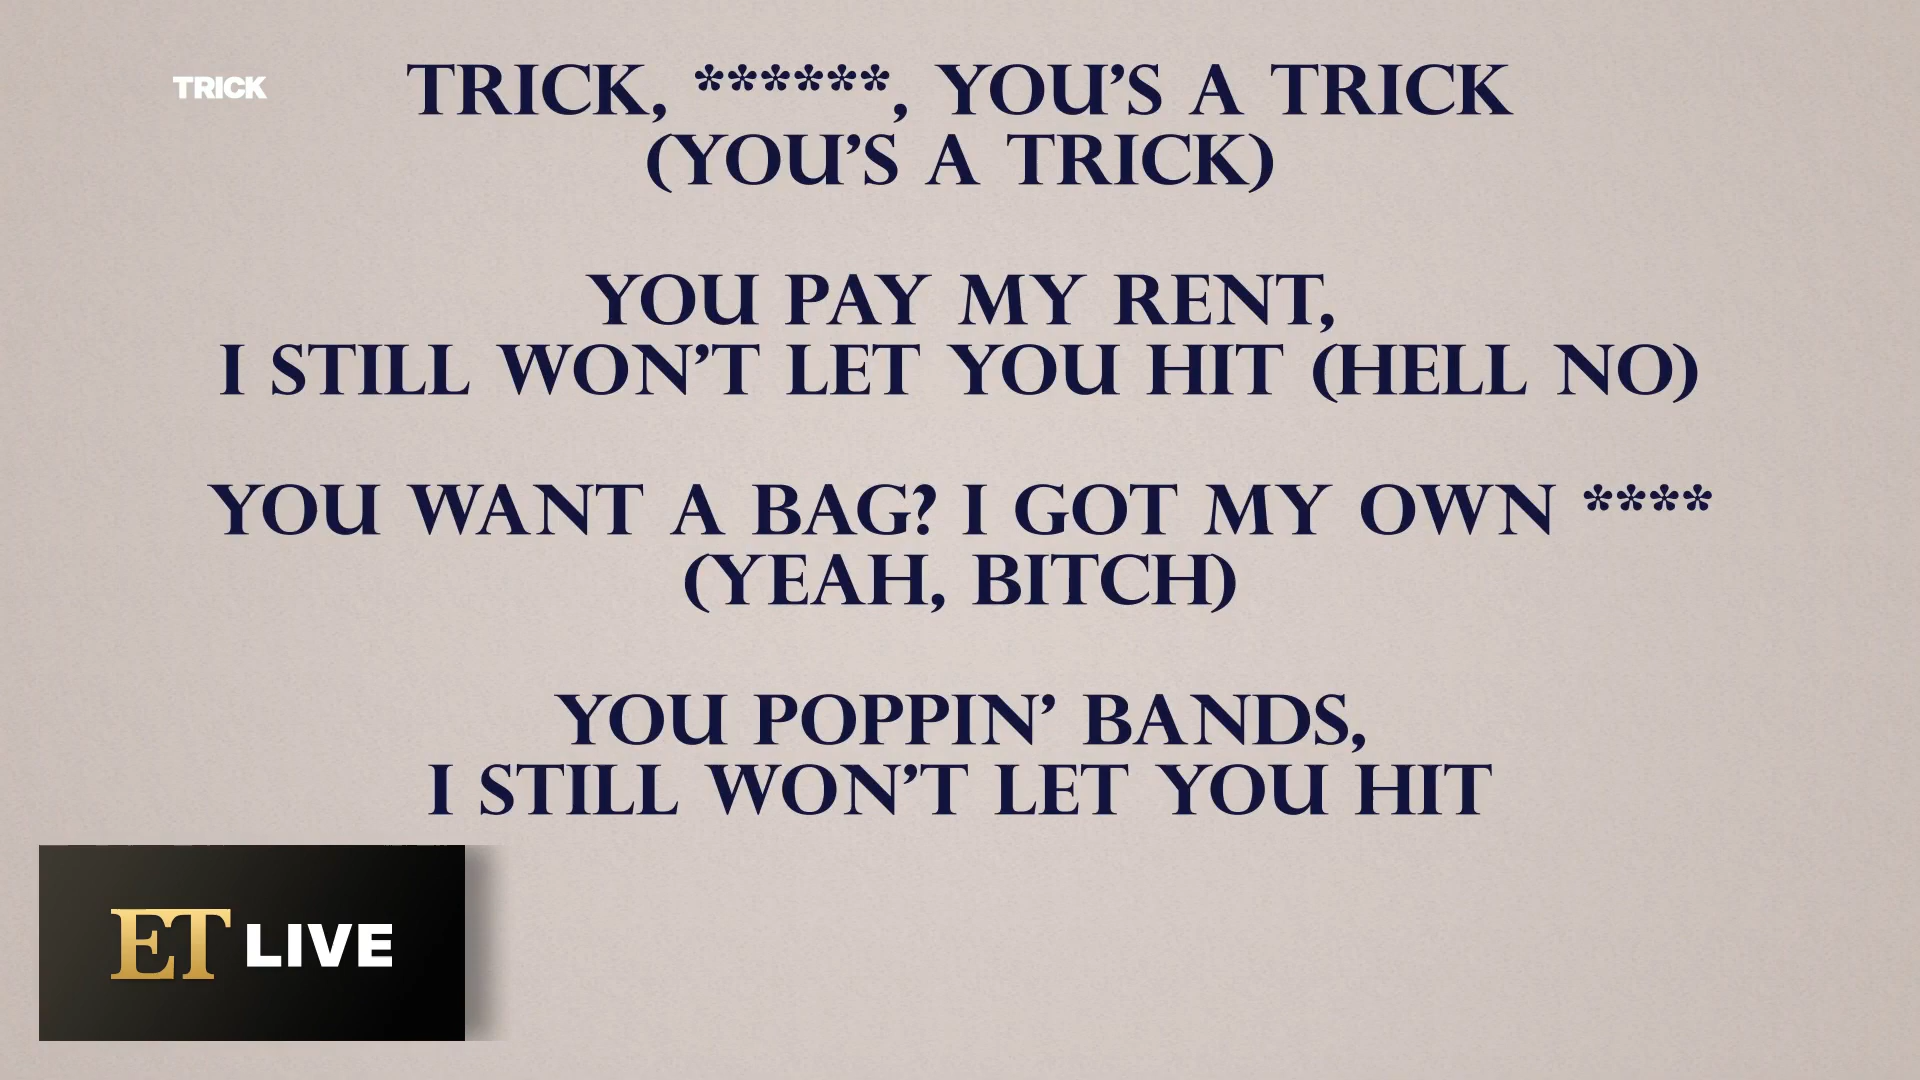 TRICK
TRICK, ******, YOU'S A TRICK
(YOU'S A TRICK)
YOU PAY MY RENT,
I STILL WON'T LET YOU HIT (HELL NO)
YOU WANT A BAG? I GOT MY OWN ****
(YEAH, BITCH)
YOU POPPIN' BANDS,
I STILL WON'T LET YOU HIT
ET LIVE